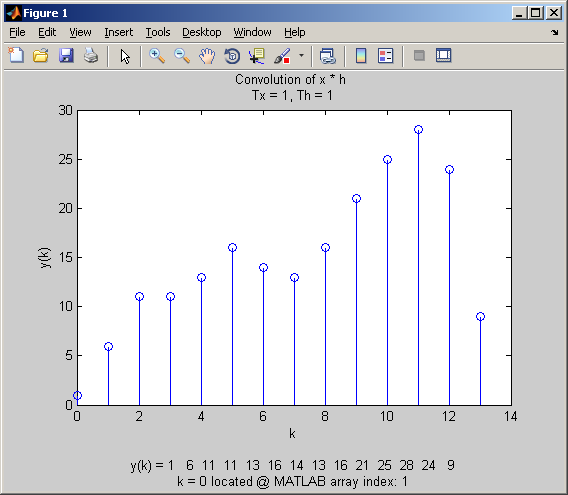 Figure 1
File Edit View Insert Tools Desktop Window Help
Convolution of x * h
Tx = 1, Th = 1
30
25
20
15
10
5
0
y(k)
0 2 4 6 8 10 12 14
k
y(k) = 1 6 11 11 13 16 14 13 16 21 25 28 24 9
k = 0 located @ MATLAB array index: 1